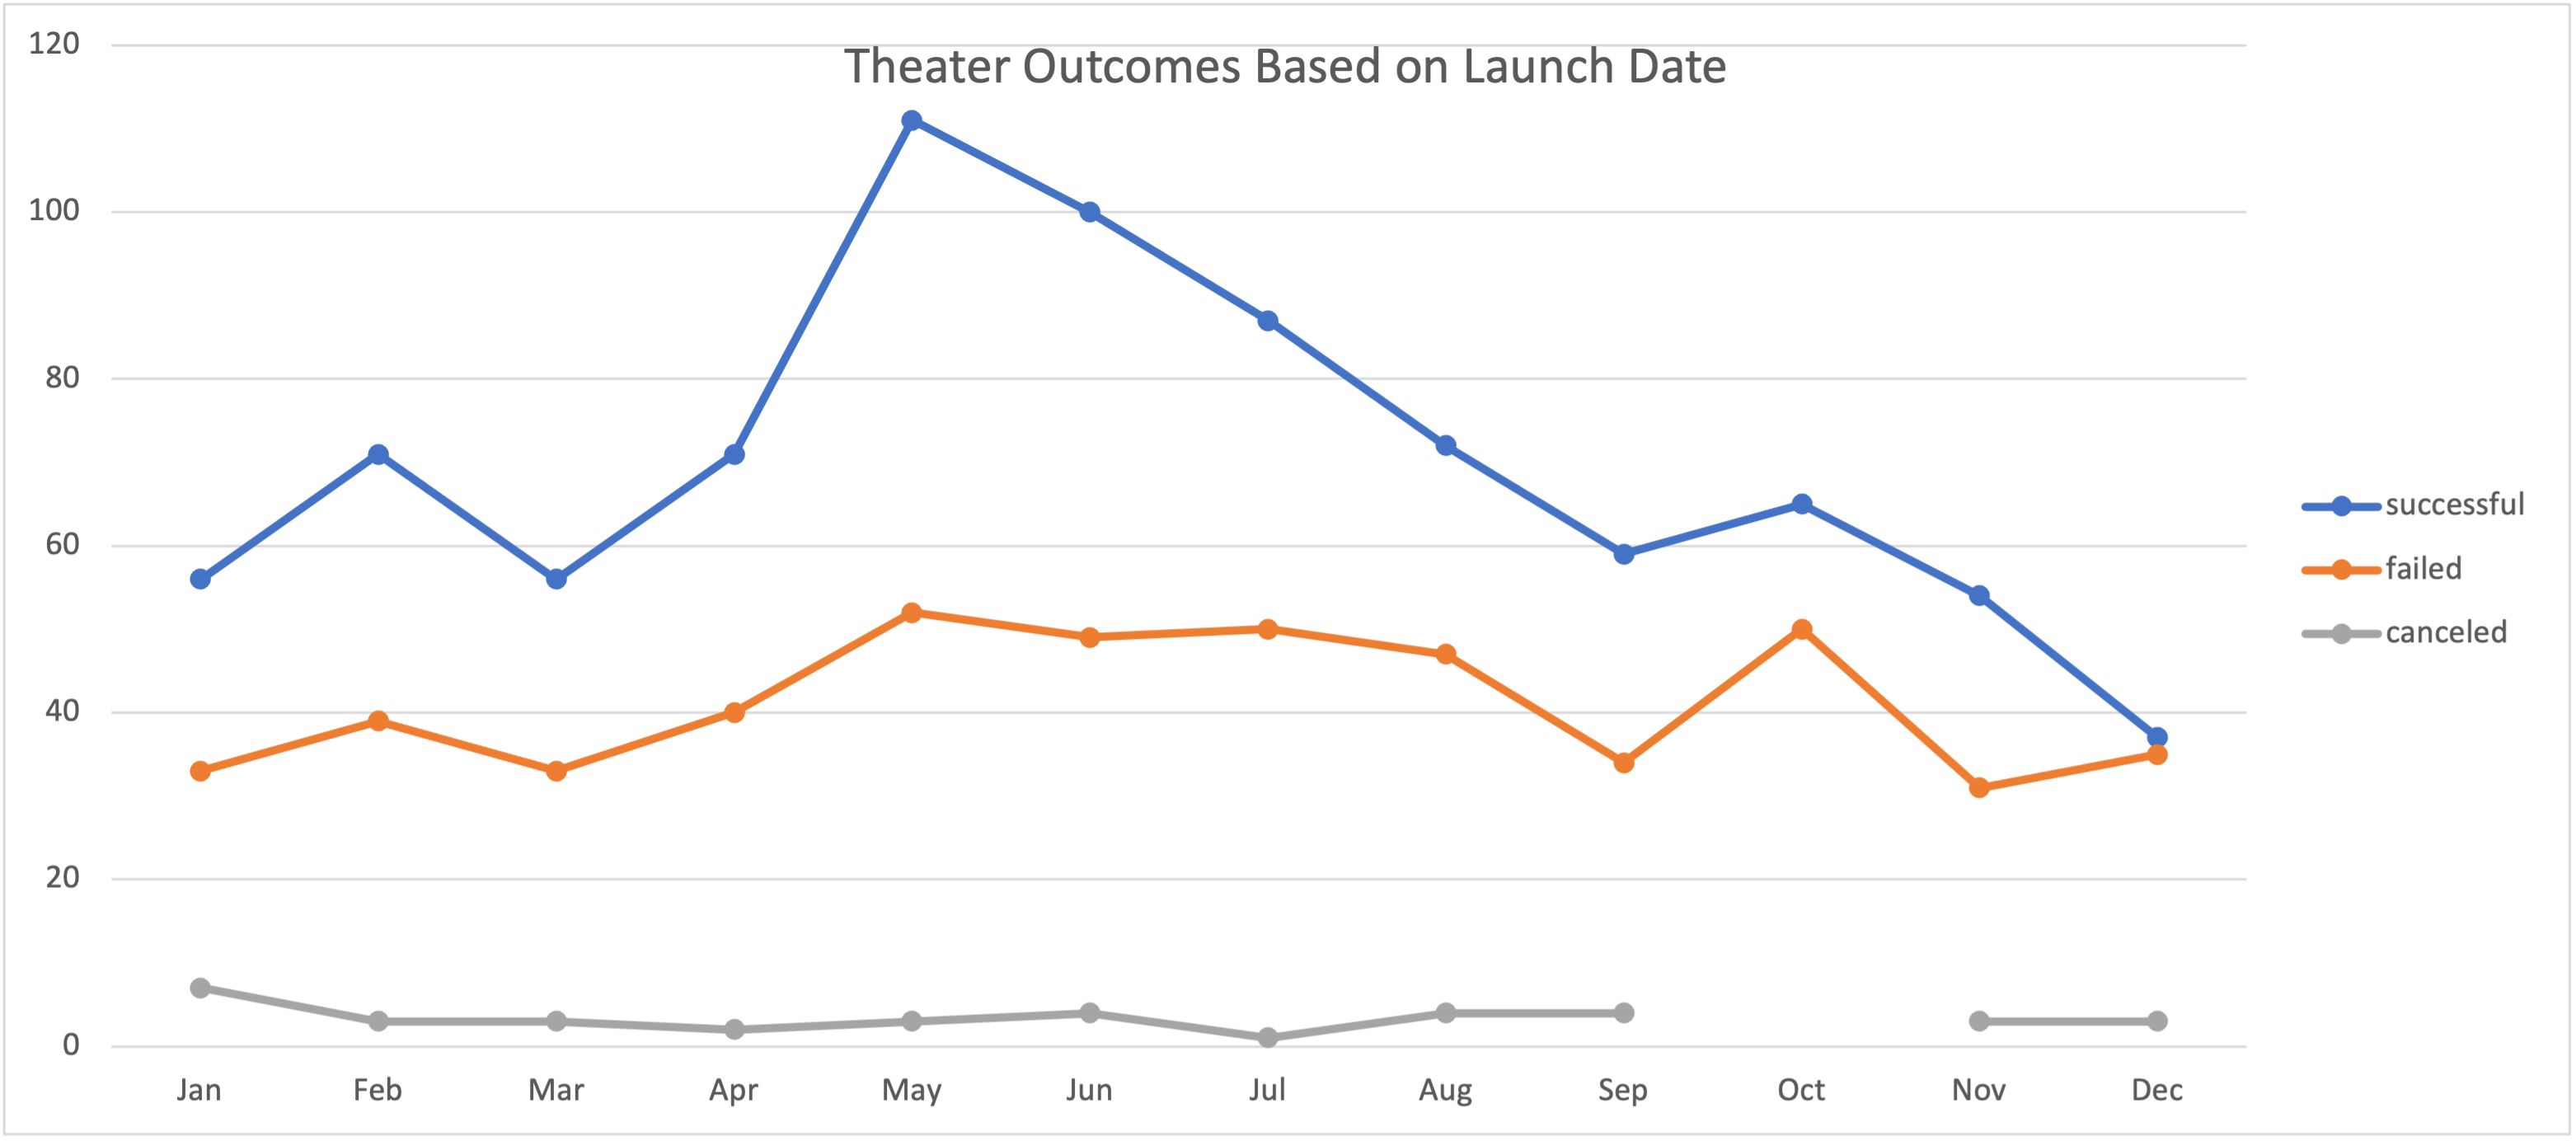 Theater Outcomes Based on Launch Date
120
100
80
60
40
20
0
Jan Feb Mar Apr May Jun Jul Aug Sep Oct Nov Dec
successful
failed
canceled